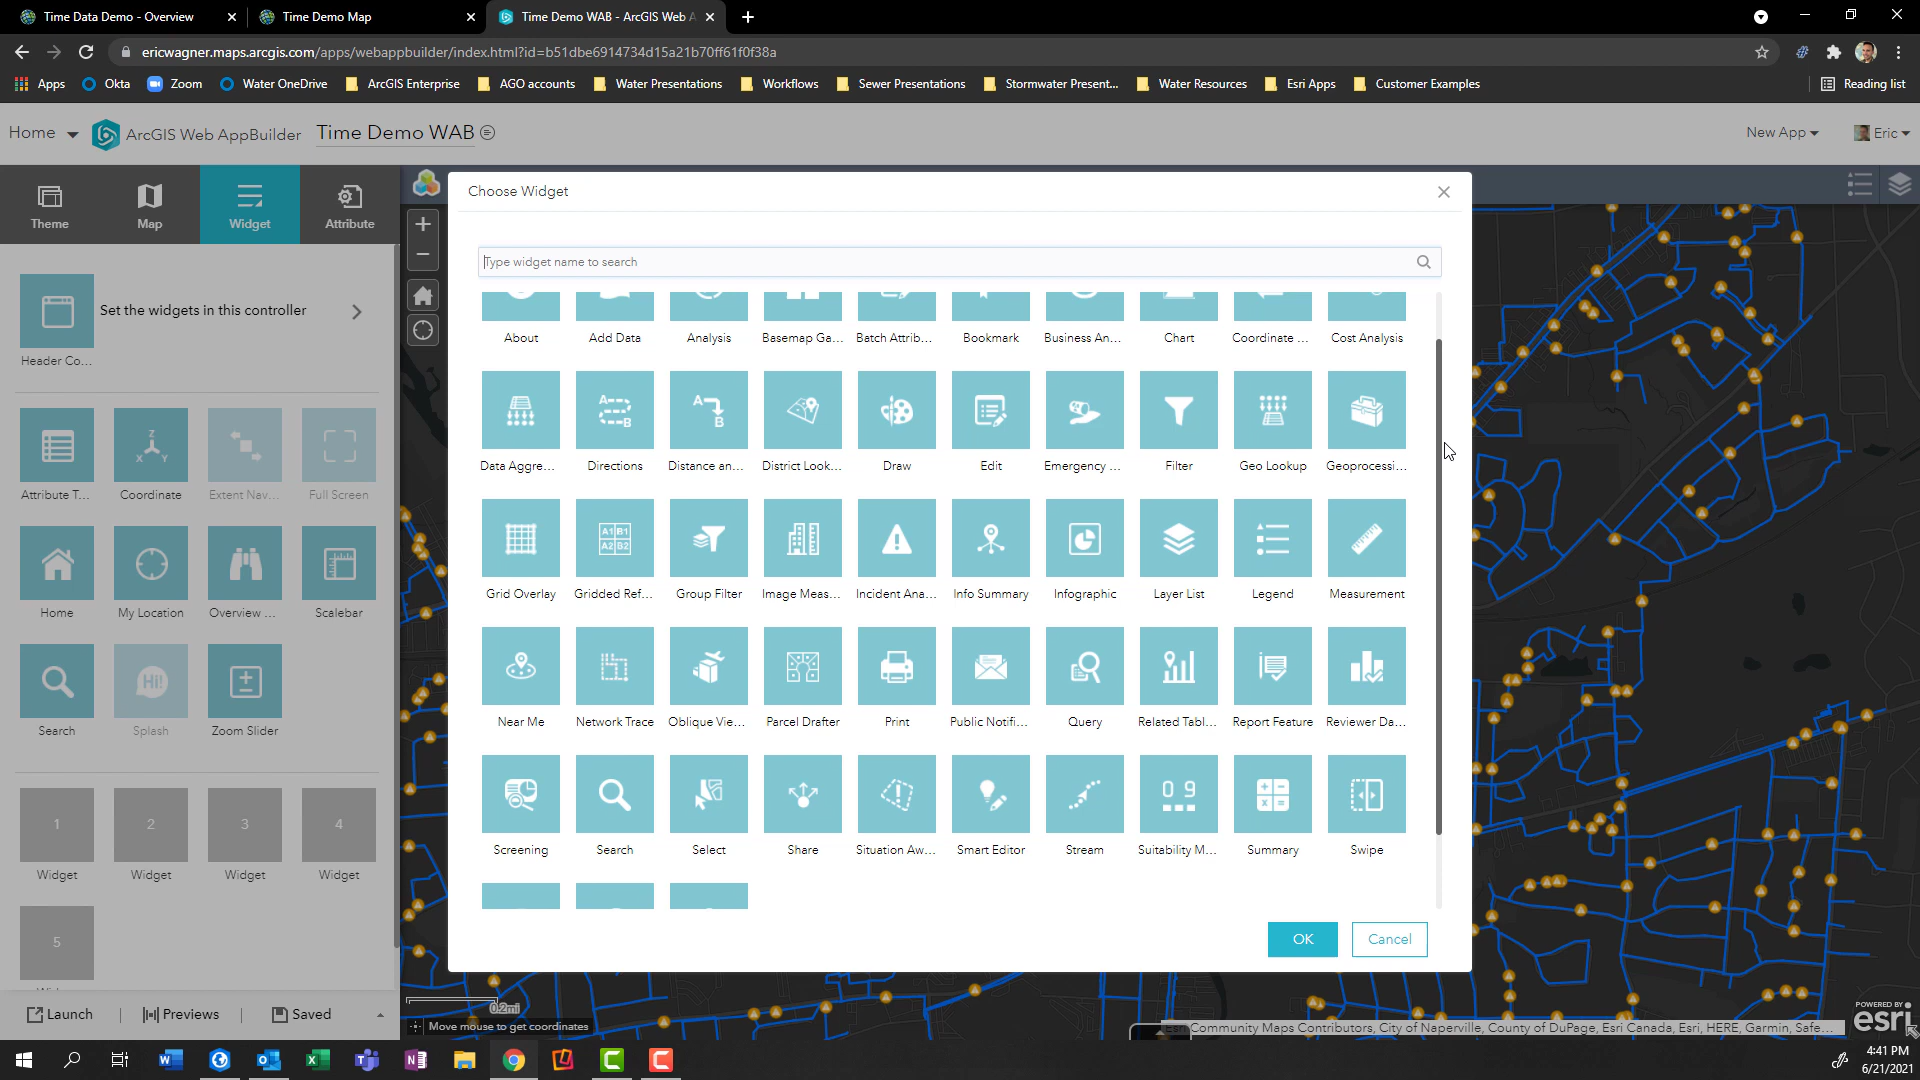 Time Data Demo - Overview
Time Demo Map
Time Demo WAB - ArcGIS Web A
ericwagner.maps.arcgis.com/apps/webappbuilder/index.html?id=b51dbe6914734d15a21b70ff61f0f38a
Apps Okta Zoom Water OneDrive ArcGIS Enterprise AGO accounts Water Presentations Workflows Sewer Presentations Stormwater Present... Water Resources Esri Apps Customer Examples Reading list
Home ArcGIS Web AppBuilder Time Demo WAB New App Eric
Theme Map Widget Attribute
Choose Widget
Type widget name to search
Set the widgets in this controller
Header Co...
About Add Data Analysis Basemap Ga... Batch Attrib... Bookmark Business An... Chart Coordinate ... Cost Analysis
A B A B
Data Aggre... Directions Distance an... District Look... Draw Edit Emergency ... Filter Geo Lookup Geoprocessi...
Z X Y
Attribute T... Coordinate Extent Nav... Full Screen
A1 B1
A2 B2
Grid Overlay Gridded Ref... Group Filter Image Meas... Incident Ana... Info Summary Infographic Layer List Legend Measurement
Home My Location Overview ... Scalebar
Near Me Network Trace Oblique Vie... Parcel Drafter Print Public Notifi... Query Related Tabl... Report Feature Reviewer Da...
Hi!
Search Splash Zoom Slider
0 9
Screening Search Select Share Situation Aw... Smart Editor Stream Suitability M... Summary Swipe
1 2 3 4
Widget Widget Widget Widget
5
OK Cancel
Launch Previews Saved
0.2mi
Move mouse to get coordinates
Esri Community Maps Contributors, City of Naperville, County of DuPage, Esri Canada, Esri, HERE, Garmin, Safe...
POWERED BY
esri
4:41 PM
6/21/2021